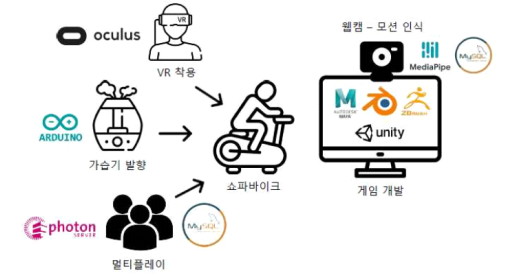 oculus
VR
VR 착용
ARDUINO
가습기 발향
photon
SERVER
MySQL
멀티플레이
쇼파바이크
웹캠 – 모션 인식
MediaPipe
MySQL
M
AUTODESK
MAYA
ZBRUSH
unity
게임 개발